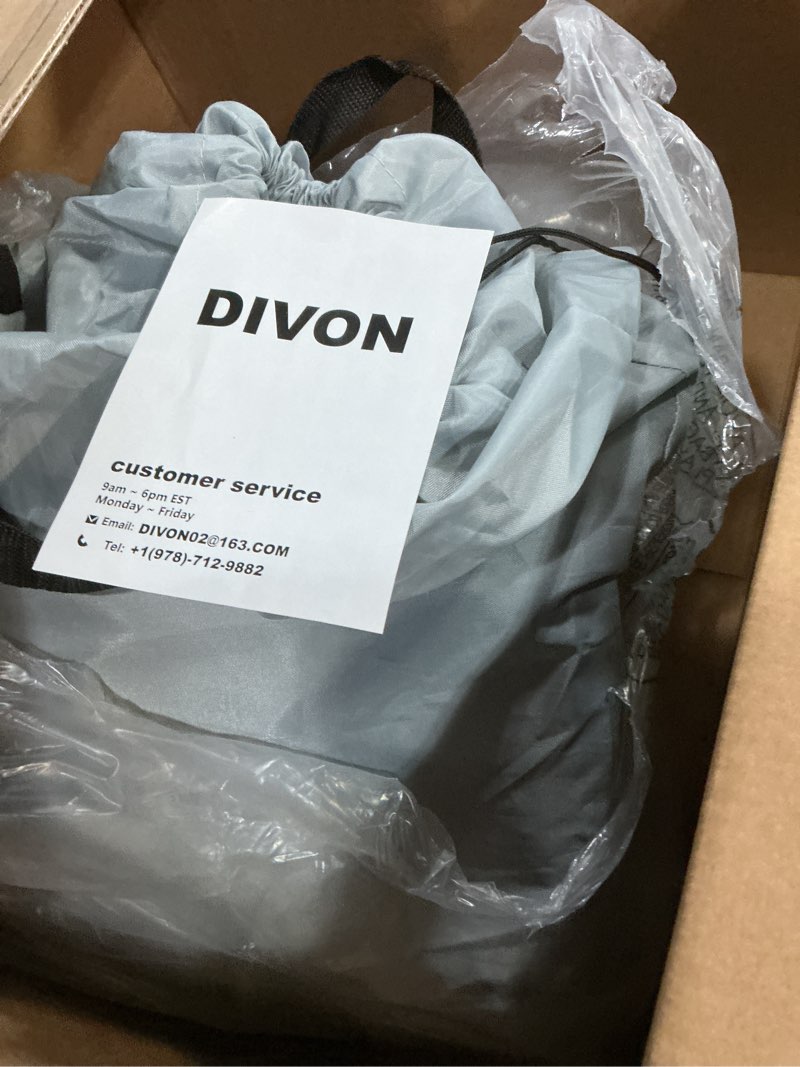 DIVON
customer service
9am ~ 6pm EST
Monday ~ Friday
Email: DIVON02@163.COM
Tel: +1(978)-712-9882